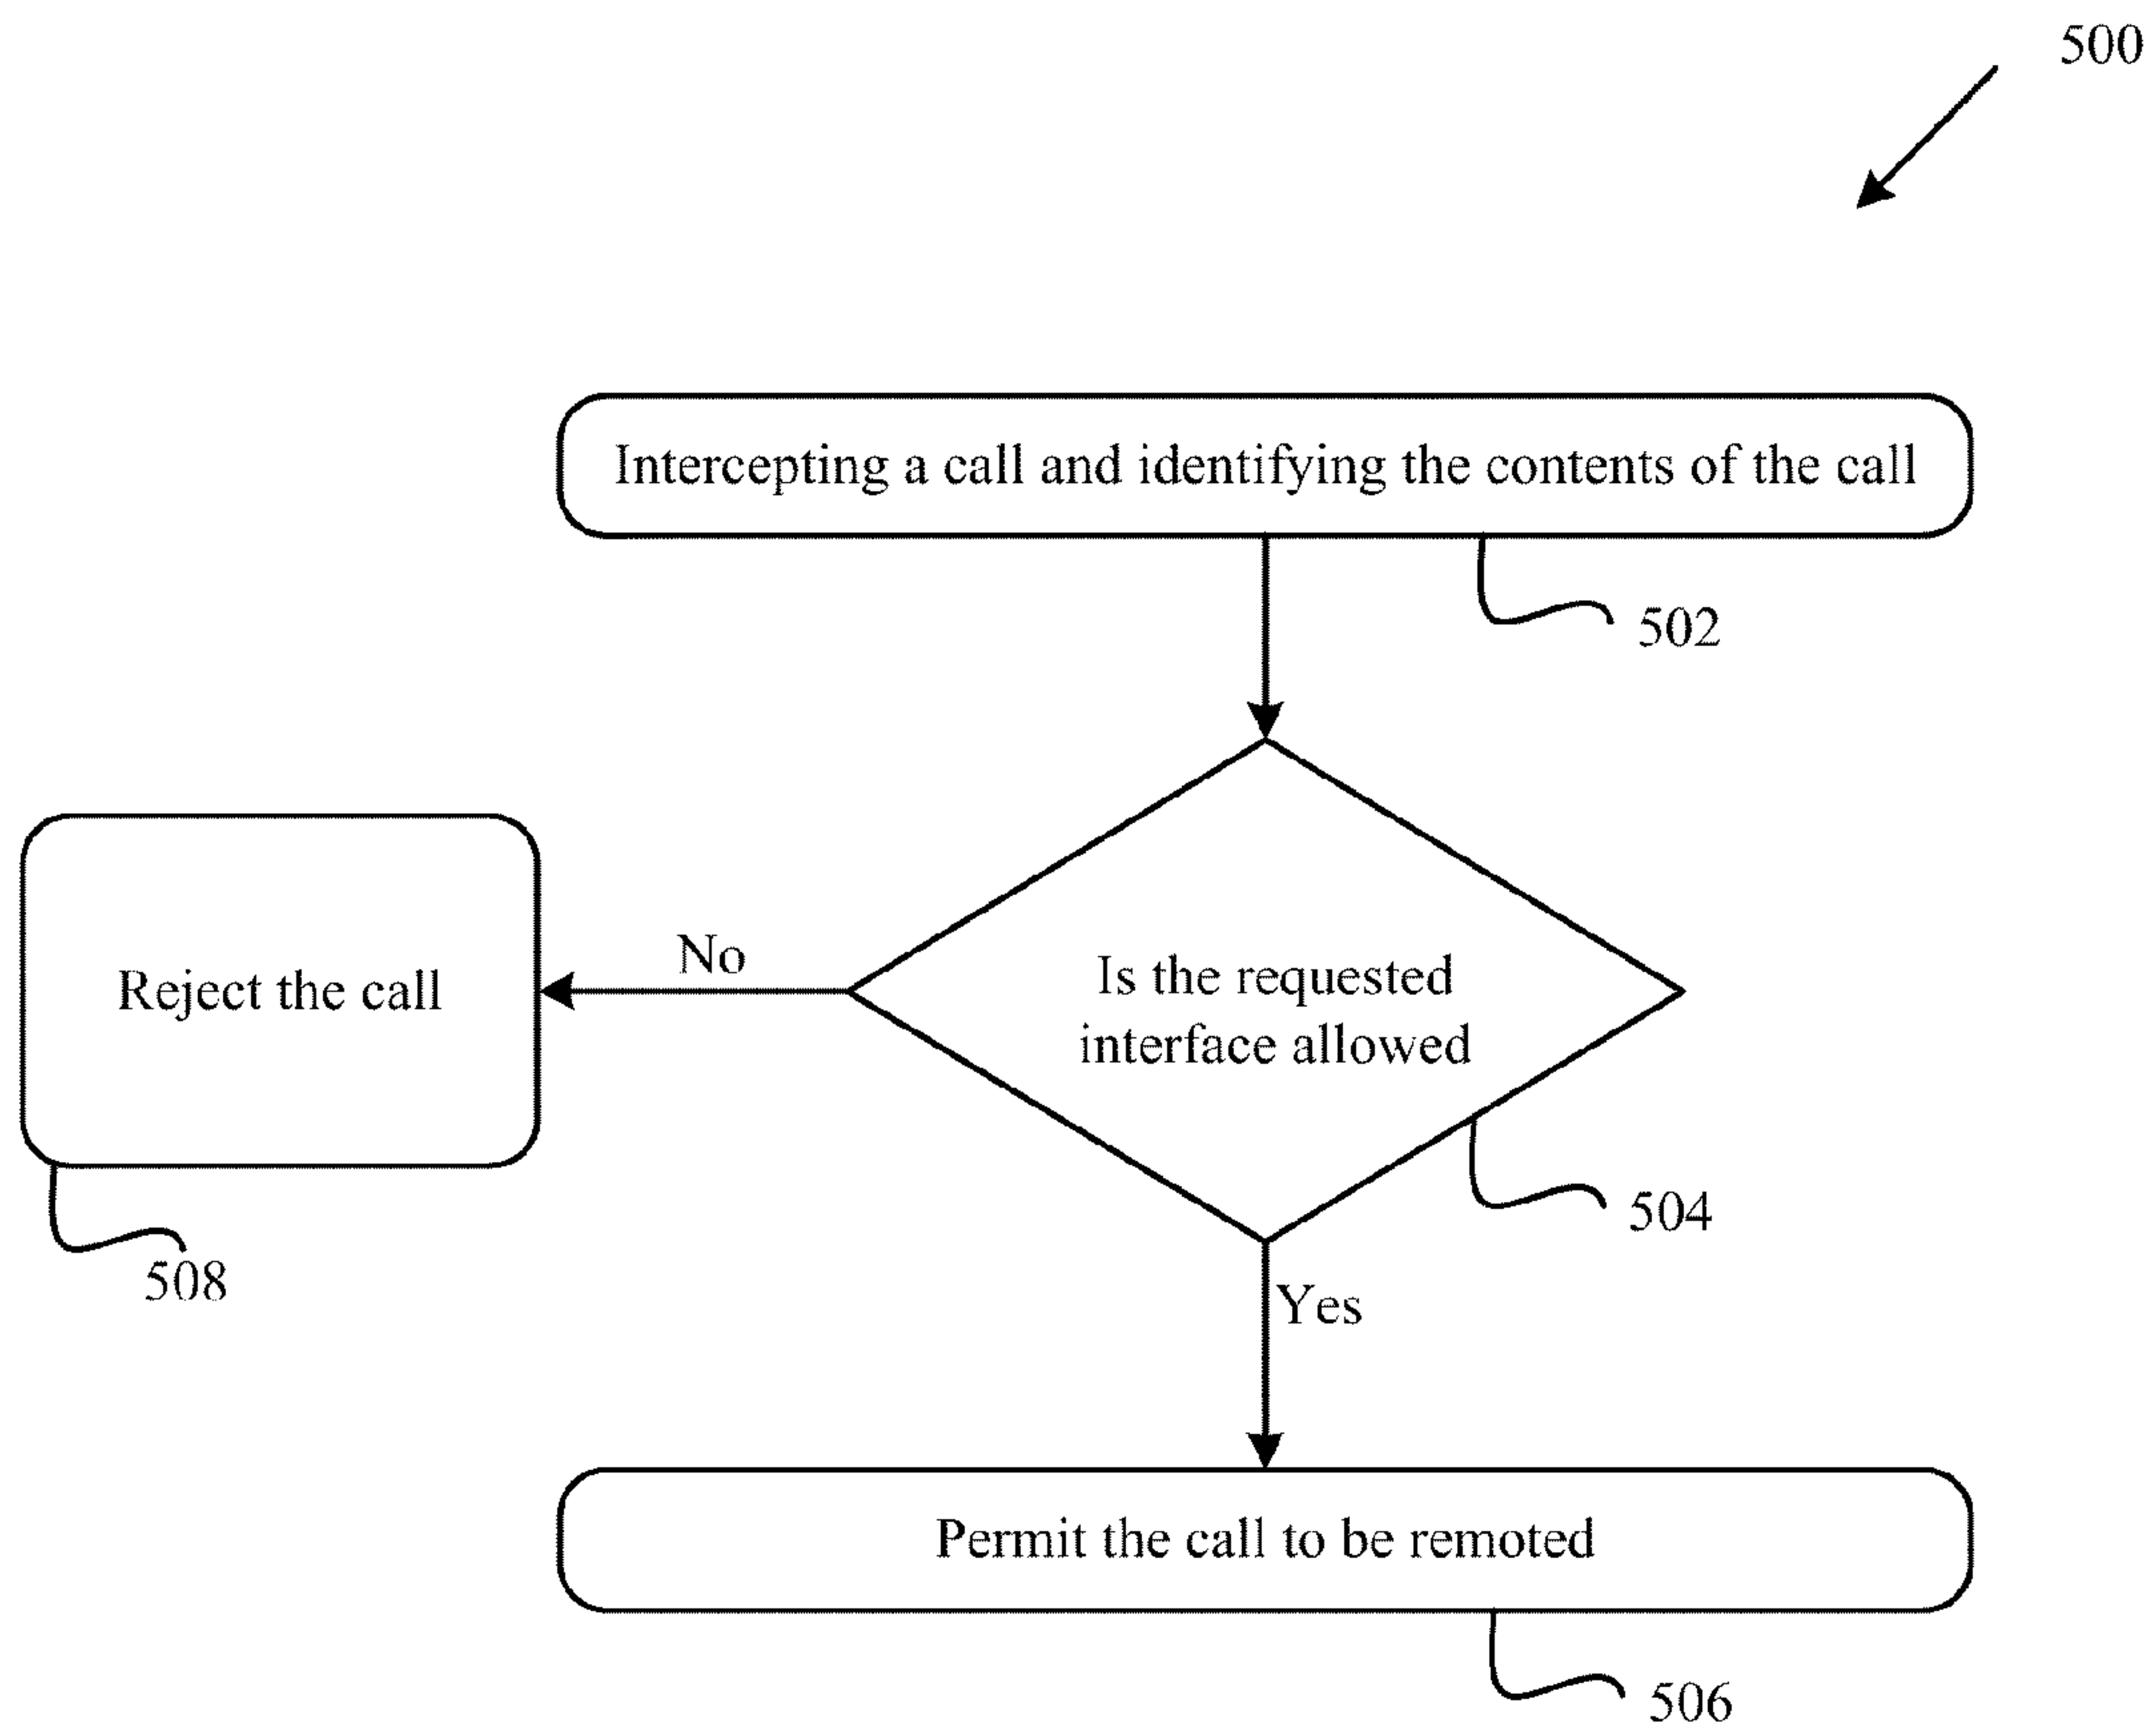 500
Intercepting a call and identifying the contents of the call
502
No
Reject the call
Is the requested
interface allowed
504
508
Yes
Permit the call to be remoted
506